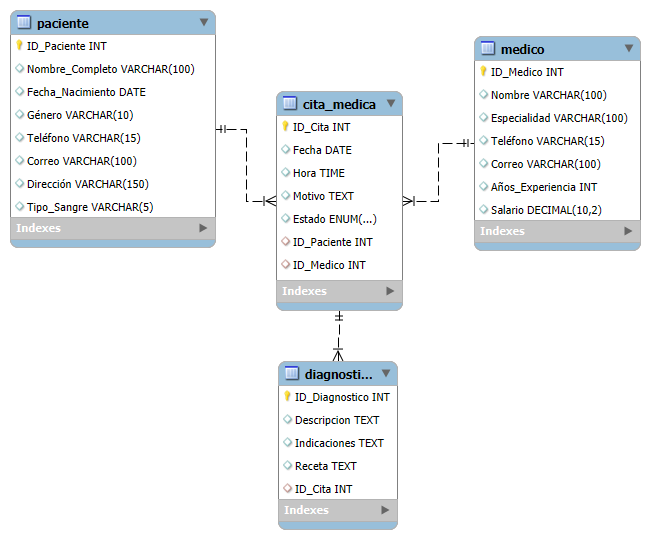 paciente
ID_Paciente INT
Nombre_Completo VARCHAR(100)
Fecha_Nacimiento DATE
Género VARCHAR(10)
Teléfono VARCHAR(15)
Correo VARCHAR(100)
Dirección VARCHAR(150)
Tipo_Sangre VARCHAR(5)
Indexes
cita_medica
ID_Cita INT
Fecha DATE
Hora TIME
Motivo TEXT
Estado ENUM(...)
ID_Paciente INT
ID_Medico INT
Indexes
medico
ID_Medico INT
Nombre VARCHAR(100)
Especialidad VARCHAR(100)
Teléfono VARCHAR(15)
Correo VARCHAR(100)
Años_Experiencia INT
Salario DECIMAL(10,2)
Indexes
diagnosti...
ID_Diagnostico INT
Descripcion TEXT
Indicaciones TEXT
Receta TEXT
ID_Cita INT
Indexes